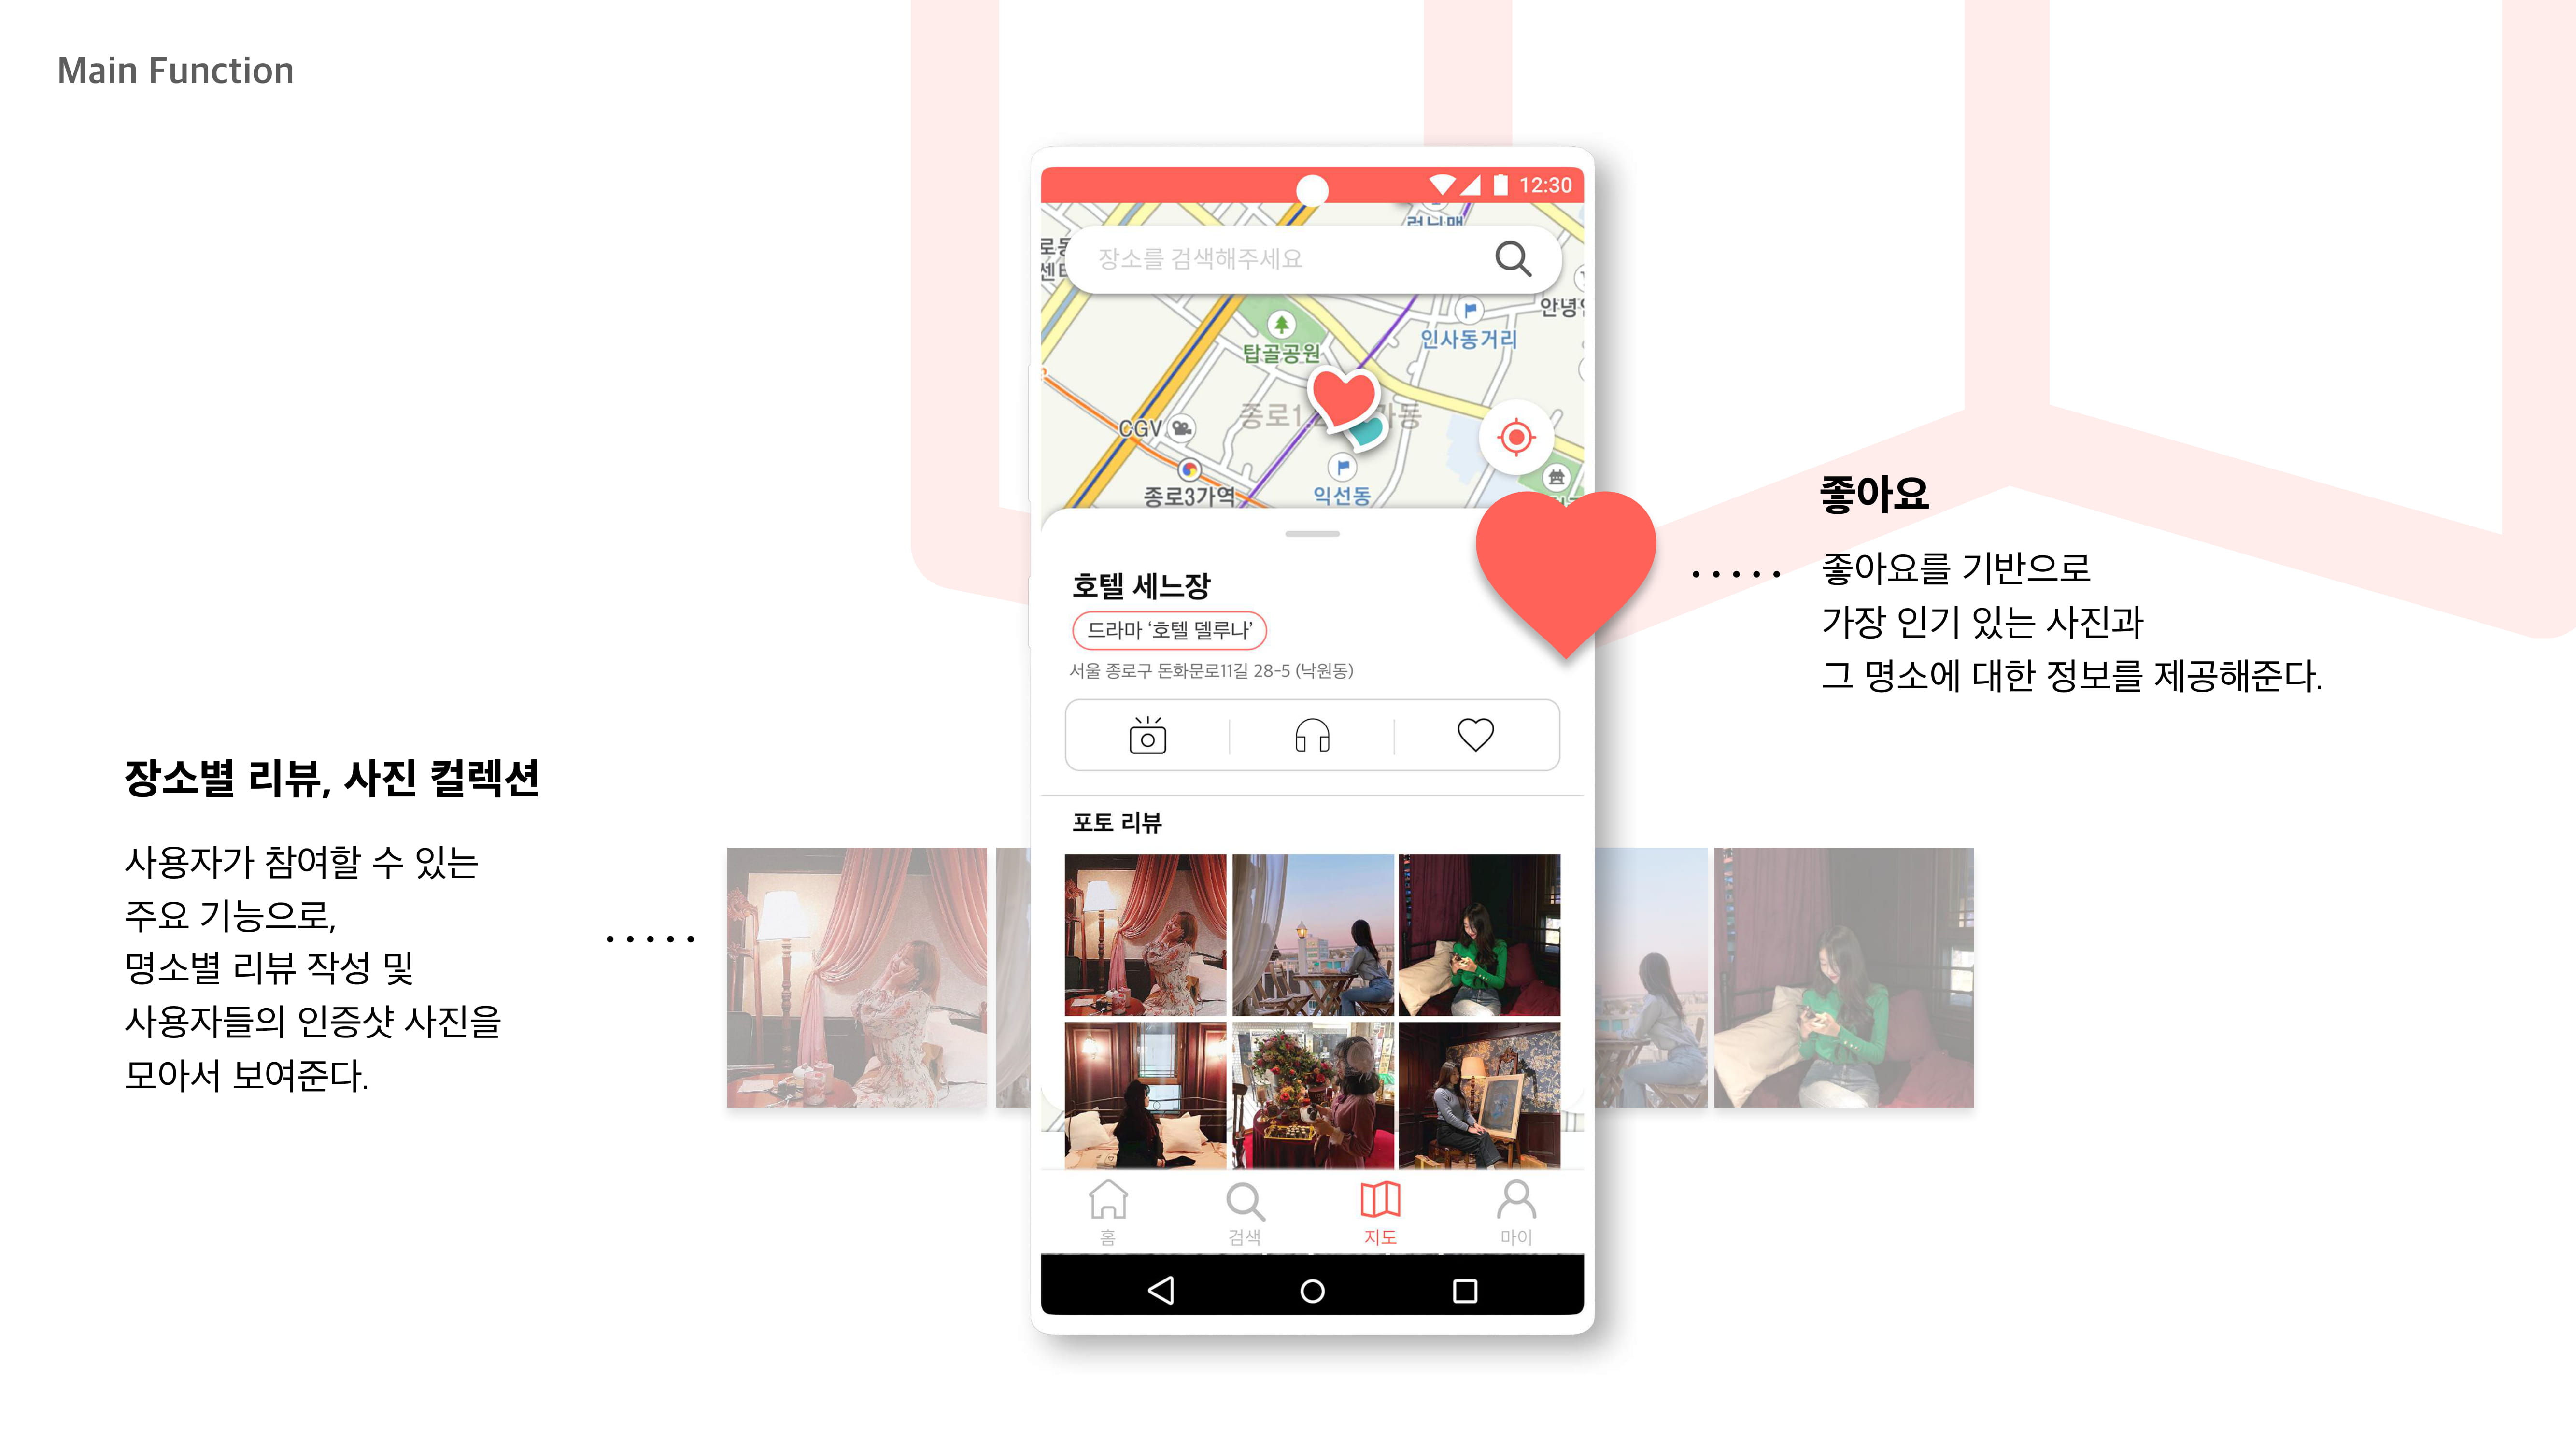 Main Function
12:30
장소를 검색해주세요
인사동거리
탑골공원
CGV
종로3가역
익선동
호텔 세느장
드라마 ‘호텔 델루나’
서울 종로구 돈화문로11길 28-5 (낙원동)
포토 리뷰
홈
검색
지도
마이
좋아요
좋아요를 기반으로
가장 인기 있는 사진과
그 명소에 대한 정보를 제공해준다.
장소별 리뷰, 사진 컬렉션
사용자가 참여할 수 있는
주요 기능으로,
명소별 리뷰 작성 및
사용자들의 인증샷 사진을
모아서 보여준다.